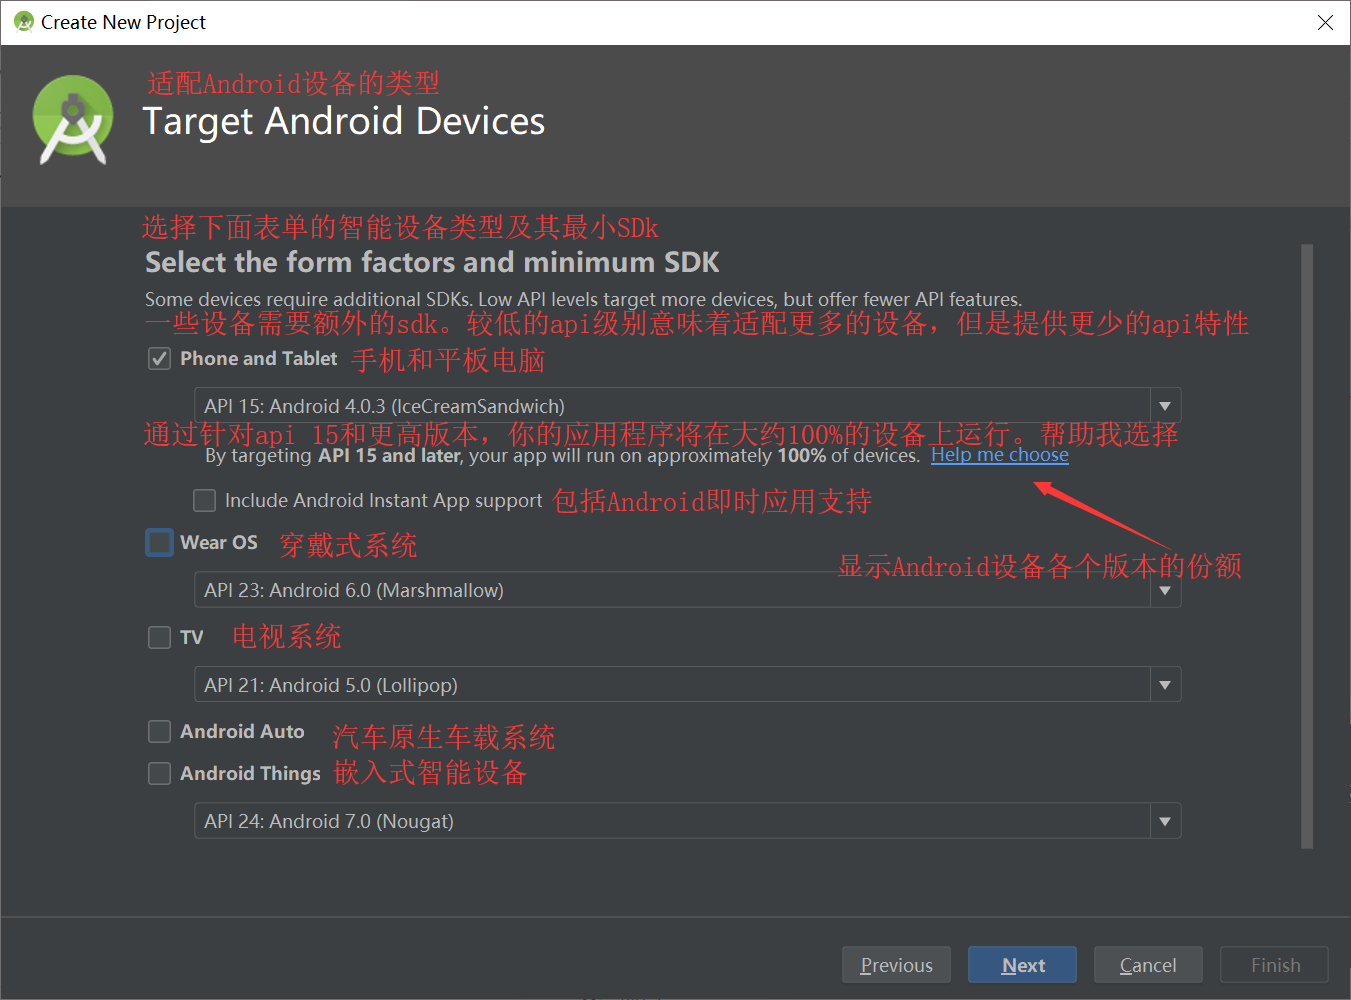 Create New Project
适配Android设备的类型
Target Android Devices
选择下面表单的智能设备类型及其最小SDk
Select the form factors and minimum SDK
Some devices require additional SDKs. Low API levels target more devices, but offer fewer API features.
一些设备需要额外的sdk。较低的api级别意味着适配更多的设备，但是提供更少的api特性
Phone and Tablet 手机和平板电脑
API 15: Android 4.0.3 (IceCreamSandwich)
通过针对api 15和更高版本，你的应用程序将在大约100%的设备上运行。帮助我选择
By targeting API 15 and later, your app will run on approximately 100% of devices. Help me choose
Include Android Instant App support 包括Android即时应用支持
Wear OS 穿戴式系统
显示Android设备各个版本的份额
API 23: Android 6.0 (Marshmallow)
TV 电视系统
API 21: Android 5.0 (Lollipop)
Android Auto 汽车原生车载系统
Android Things 嵌入式智能设备
API 24: Android 7.0 (Nougat)
Previous Next Cancel Finish